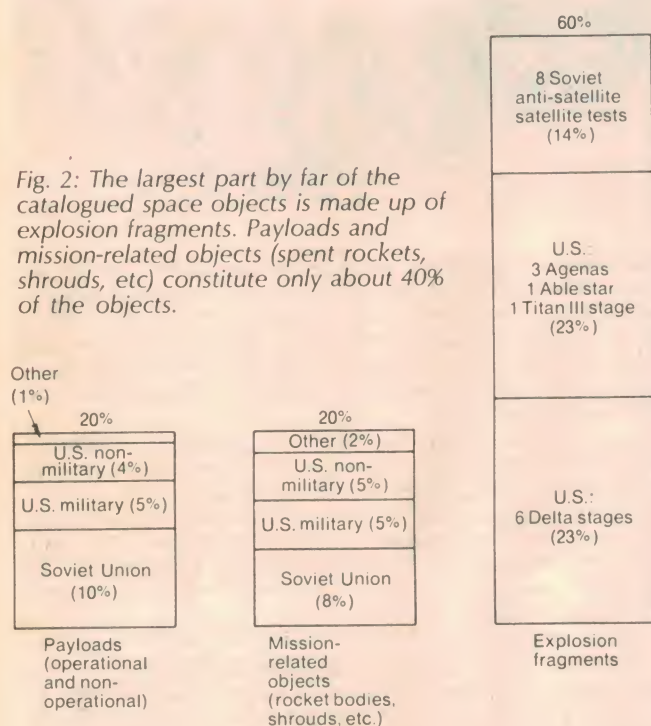 Fig. 2: The largest part by far of the
catalogued space objects is made up of
explosion fragments. Payloads and
mission-related objects (spent rockets,
shrouds, etc) constitute only about 40%
of the objects.
Other
(1%)
20%
U.S. non-
military (4%)
U.S. military (5%)
Soviet Union
(10%)
Payloads
(operational
and non-
operational)
20%
Other (2%)
U.S. non-
military (5%)
U.S. military (5%)
Soviet Union
(8%)
Mission-
related
objects
(rocket bodies,
shrouds, etc.)
60%
8 Soviet
anti-satellite
satellite tests
(14%)
U.S.:
3 Agenas
1 Able star
1 Titan III stage
(23%)
U.S.:
6 Delta stages
(23%)
Explosion
fragments